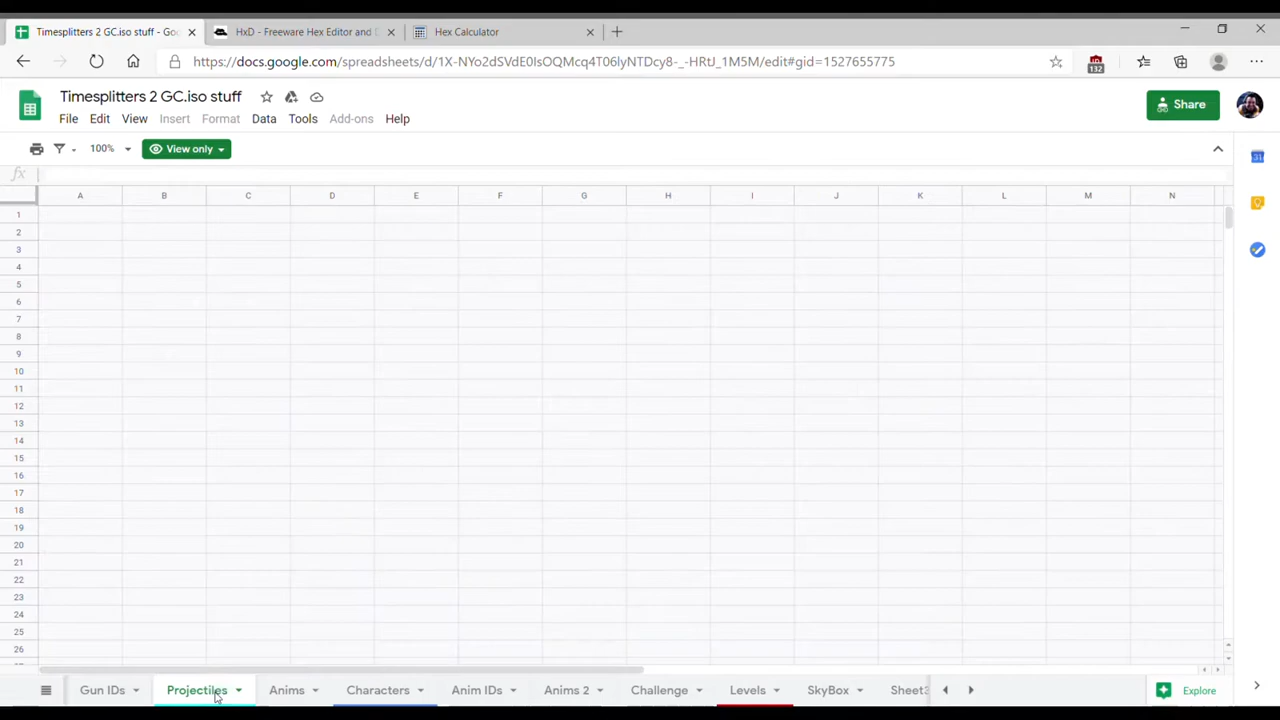 Timesplitters 2 GC.iso stuff - Goo
HxD - Freeware Hex Editor and D
Hex Calculator
https://docs.google.com/spreadsheets/d/1X-NYo2dSVdE0IsOQMcq4T06lyNTDcy8-_-HRtJ_1M5M/edit#gid=1527655775
132
Timesplitters 2 GC.iso stuff
File Edit View Insert Format Data Tools Add-ons Help
Share
100% View only
31
fx
A B C D E F G H I J K L M N
1
2
3
4
5
6
7
8
9
10
11
12
13
14
15
16
17
18
19
20
21
22
23
24
25
26
Gun IDs Projectiles Anims Characters Anim IDs Anims 2 Challenge Levels SkyBox Sheet3 Explore